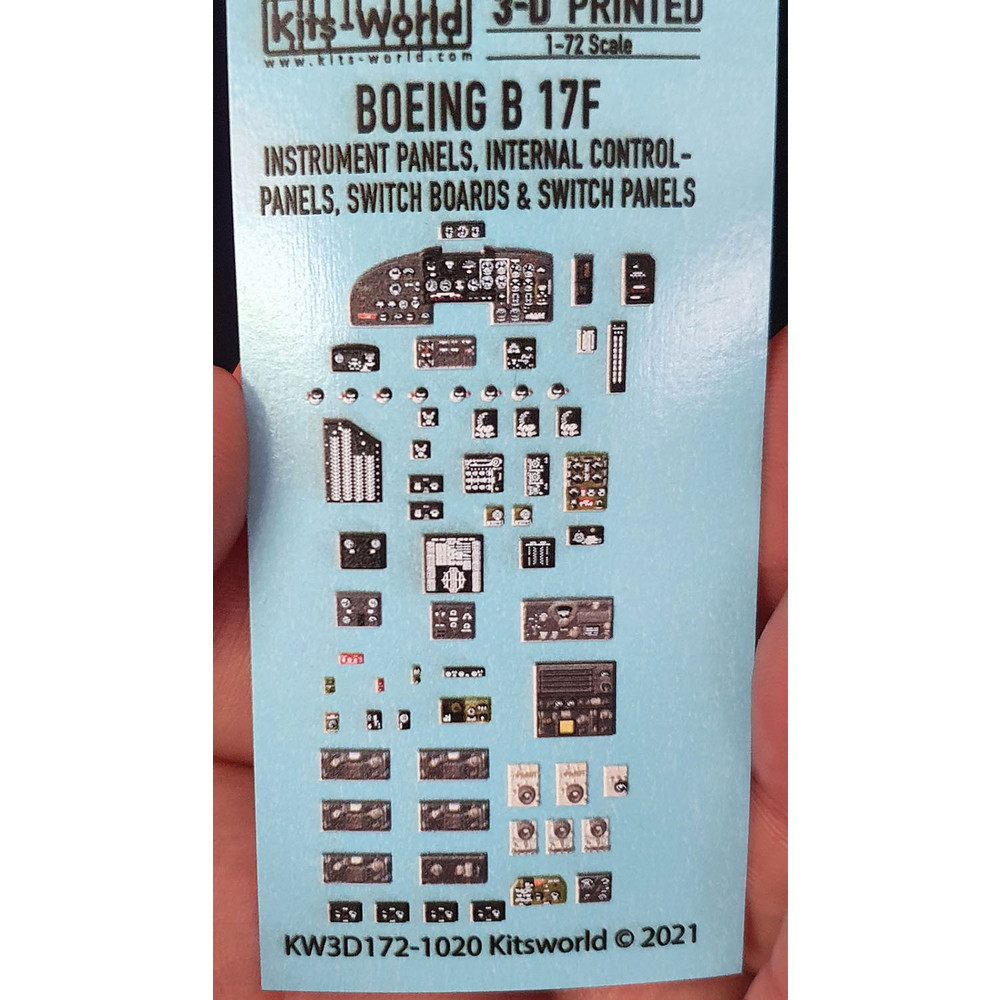 Kits-World
www.kits-world.com
3-D PRINTED
1-72 Scale
BOEING B 17F
INSTRUMENT PANELS, INTERNAL CONTROL-
PANELS, SWITCH BOARDS & SWITCH PANELS
KW3D172-1020 Kitsworld © 2021